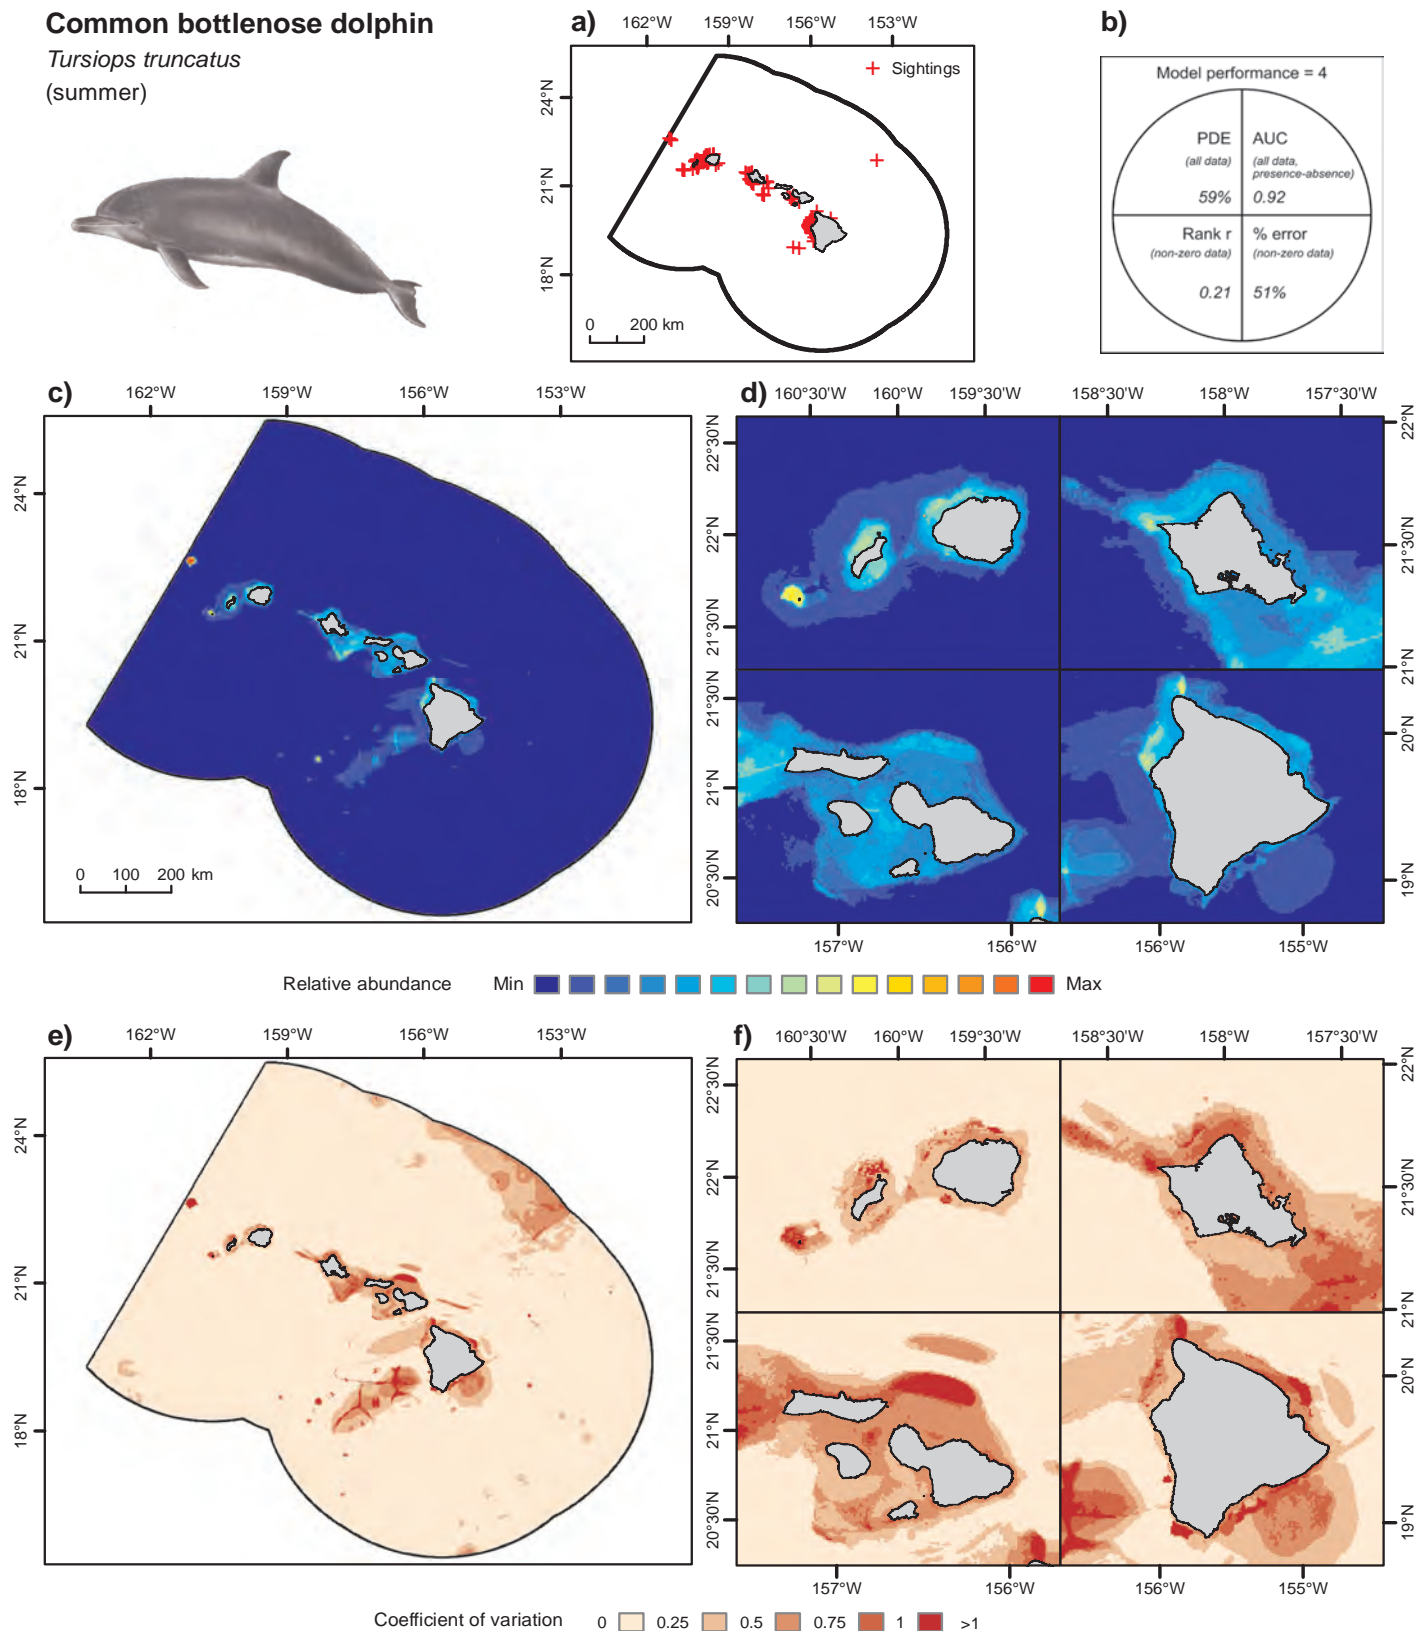 Common bottlenose dolphin
Tursiops truncatus
(summer)
a)
162°W 159°W 156°W 153°W
24°N
21°N
18°N
Sightings
0 200 km
b)
Model performance = 4
PDE
(all data)
59%
AUC
(all data,
presence-absence)
0.92
Rank r
(non-zero data)
0.21
% error
(non-zero data)
51%
c)
162°W 159°W 156°W 153°W
24°N
21°N
18°N
0 100 200 km
d)
160°30'W 160°W 159°30'W 158°30'W 158°W 157°30'W
22°30'N
22°N
21°30'N
22°N
21°30'N
21°N
21°30'N
21°N
20°30'N
20°N
19°N
157°W 156°W 156°W 155°W
Relative abundance Min Max
e)
162°W 159°W 156°W 153°W
24°N
21°N
18°N
f)
160°30'W 160°W 159°30'W 158°30'W 158°W 157°30'W
22°30'N
22°N
21°30'N
22°N
21°30'N
21°N
21°30'N
21°N
20°30'N
20°N
19°N
157°W 156°W 156°W 155°W
Coefficient of variation 0 0.25 0.5 0.75 1 >1